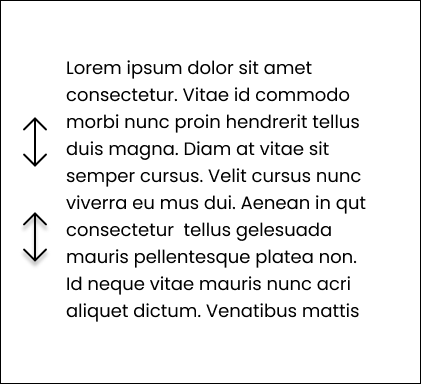 Lorem ipsum dolor sit amet
consectetur. Vitae id commodo
morbi nunc proin hendrerit tellus
duis magna. Diam at vitae sit
semper cursus. Velit cursus nunc
viverra eu mus dui. Aenean in qut
consectetur  tellus gelesuada
mauris pellentesque platea non.
Id neque vitae mauris nunc acri
aliquet dictum. Venatibus mattis